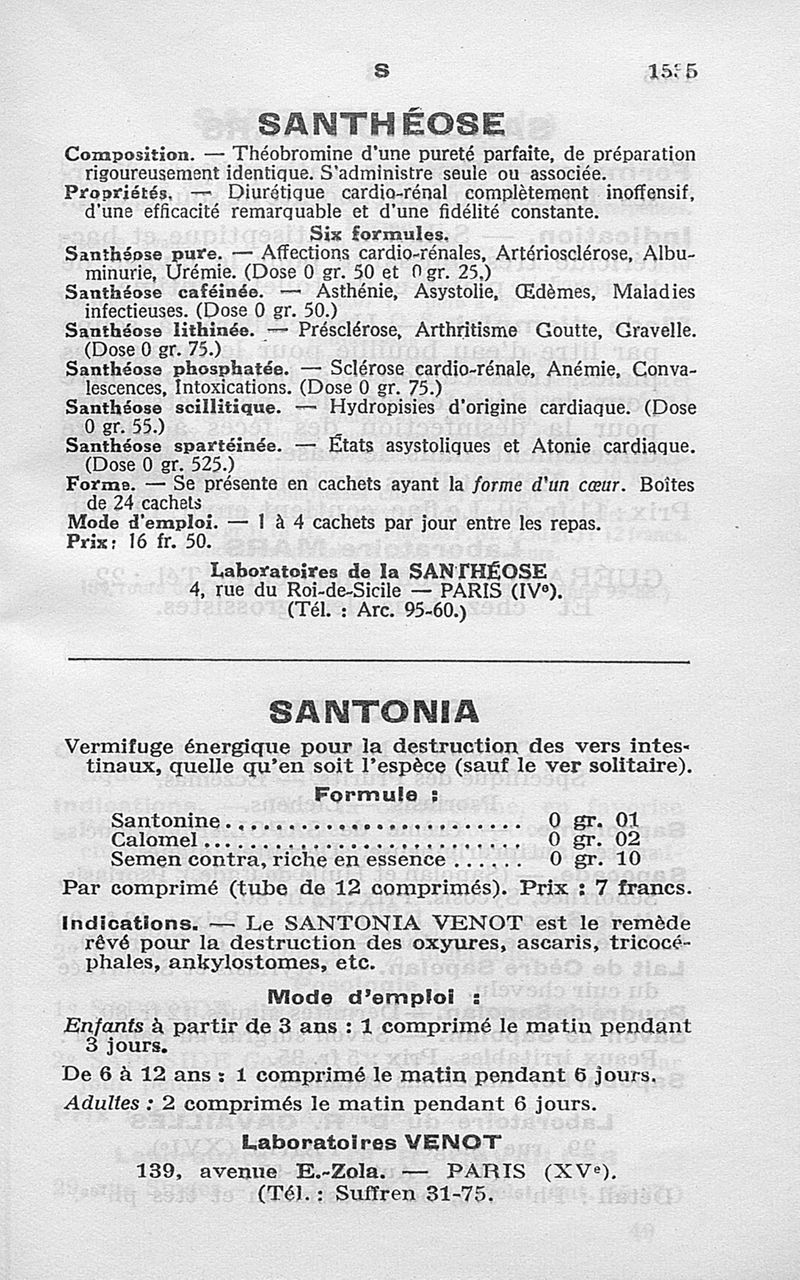 S
SANTHÉOSE
Composition. — Théobromine d'une pureté parfaite, de préparation
rigoureusement identique. S'administre seule ou associée.
Propriétés. — Diurétique cardio-rénal complètement inoffensif,
d'une efficacité remarquable et d'une fidélité constante.
Six formules.
Santhéose pure. — Affections cardio-rénales, Artériosclérose, Albu-
minurie, Urémie. (Dose 0 gr. 50 et 0 gr. 25.)
Santhéose caféinée. — Asthénie, Asystolie, Œdèmes, Maladies
infectieuses. (Dose 0 gr. 50.)
Santhéose lithinée. — Présclérose, Arthritisme Goutte, Gravelle.
(Dose 0 gr. 75.)
Santhéose phosphatée. — Sclérose cardio-rénale, Anémie, Conva-
lescences, Intoxications. (Dose 0 gr. 75.)
Santhéose scillitique. — Hydropisies d'origine cardiaque. (Dose
0 gr. 55.)
Santhéose spartéinée. — États asystoliques et Atonie cardiaque.
(Dose 0 gr. 525.)
Forme. — Se présente en cachets ayant la forme d'un cœur. Boîtes
de 24 cachets
Mode d'emploi. — 1 à 4 cachets par jour entre les repas.
Prix: 16 fr. 50.
Laboratoires de la SANTHÉOSE
4, rue du Roi-de-Sicile — PARIS (IVe).
(Tél. : Arc. 95-60.)
SANTONIA
Vermifuge énergique pour la destruction des vers intes-
tinaux, quelle qu'en soit l'espèce (sauf le ver solitaire).
Formule :
Santonine........................ 0 gr. 01
Calomel.......................... 0 gr. 02
Semen contra, riche en essence ...... 0 gr. 10
Par comprimé (tube de 12 comprimés). Prix : 7 francs.
Indications. — Le SANTONIA VENOT est le remède
rêvé pour la destruction des oxyures, ascaris, tricocé-
phales, ankylostomes, etc.
Mode d'emploi :
Enfants à partir de 3 ans : 1 comprimé le matin pendant
3 jours.
De 6 à 12 ans : 1 comprimé le matin pendant 6 jours.
Adultes : 2 comprimés le matin pendant 6 jours.
Laboratoires VENOT
139, avenue E.-Zola. — PARIS (XVe).
(Tél. : Suffren 31-75.